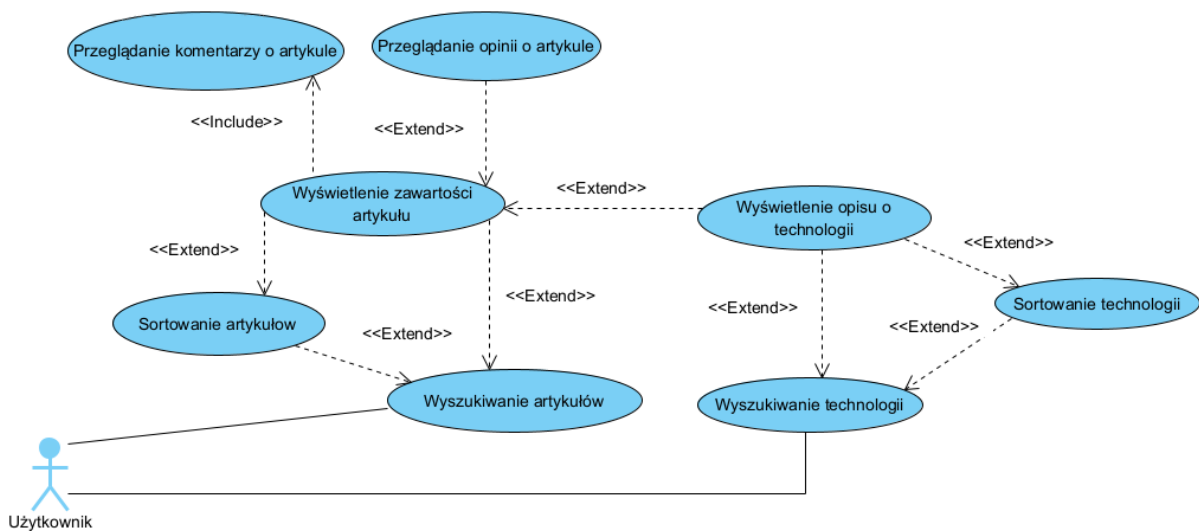 Przeglądanie komentarzy o artykule
Przeglądanie opinii o artykule
<<Include>>
<<Extend>>
Wyświetlenie zawartości
artykułu
<<Extend>>
Wyświetlenie opisu o
technologii
<<Extend>>
<<Extend>>
<<Extend>>
<<Extend>>
Sortowanie artykułow
Sortowanie technologii
<<Extend>>
<<Extend>>
Wyszukiwanie artykułów
Wyszukiwanie technologii
Użytkownik